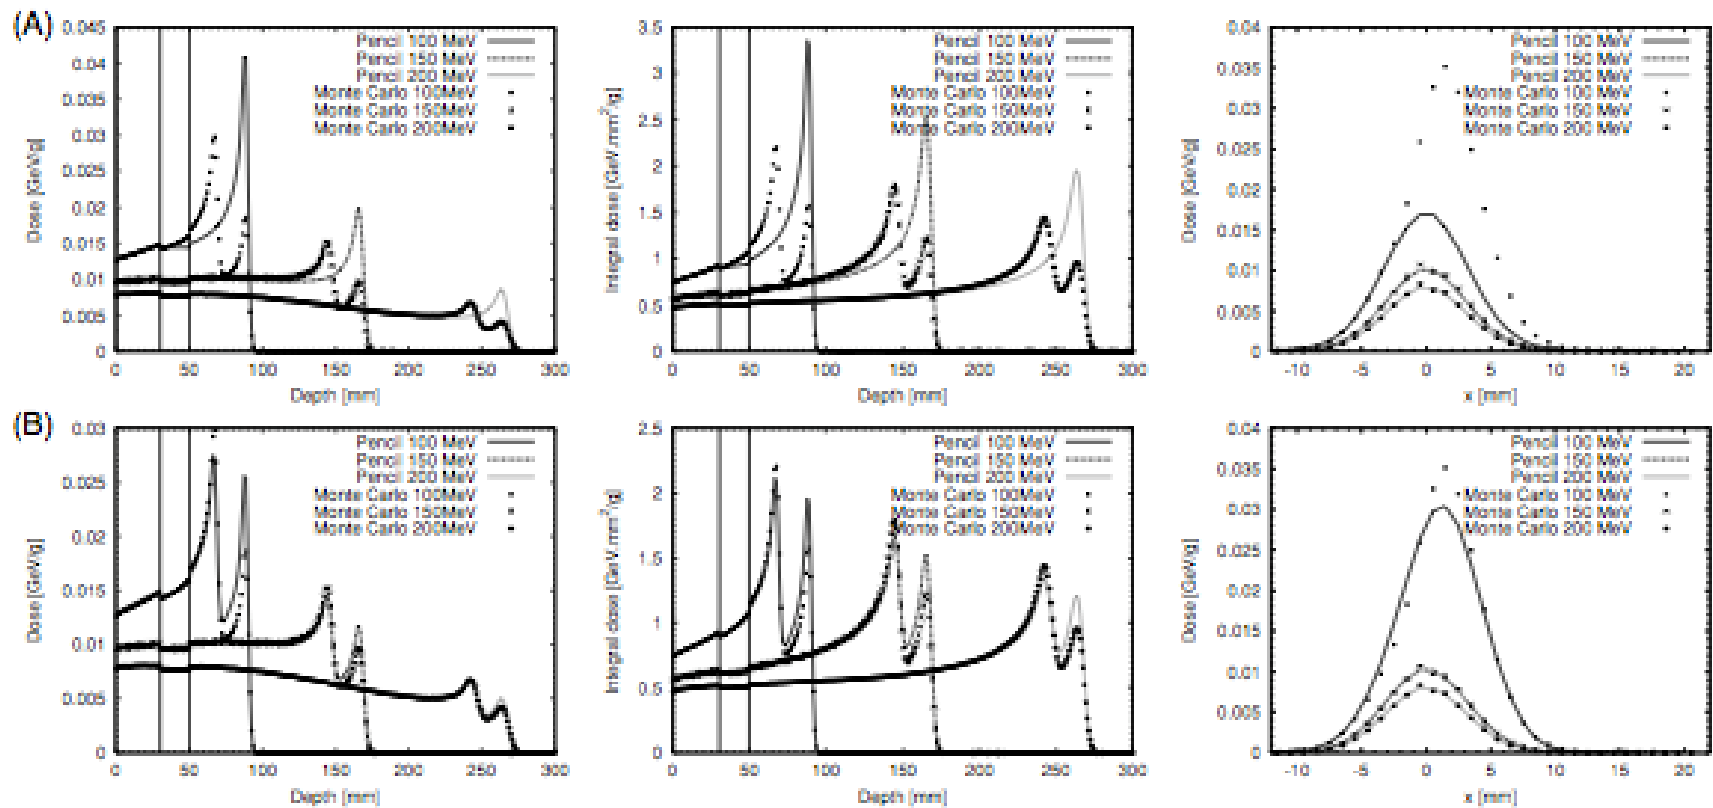 (A)
0.045
0.04
0.035
0.03
0.025
0.02
0.015
0.01
0.005
0
Dose [GeV/g]
Pencil 100 MeV
Pencil 150 MeV
Pencil 200 MeV
Monte Carlo 100MeV
Monte Carlo 150MeV
Monte Carlo 200MeV
0 50 100 150 200 250 300
Depth [mm]
3.5
3
2.5
2
1.5
1
0.5
0
Integral dose [GeV.mm²/g]
Pencil 100 MeV
Pencil 150 MeV
Pencil 200 MeV
Monte Carlo 100MeV
Monte Carlo 150MeV
Monte Carlo 200MeV
0 50 100 150 200 250 300
Depth [mm]
0.04
0.035
0.03
0.025
0.02
0.015
0.01
0.005
0
Dose [GeV/g]
Pencil 100 MeV
Pencil 150 MeV
Pencil 200 MeV
Monte Carlo 100 MeV
Monte Carlo 150 MeV
Monte Carlo 200 MeV
-10 -5 0 5 10 15 20
x [mm]
(B)
0.03
0.025
0.02
0.015
0.01
0.005
0
Dose [GeV/g]
Pencil 100 MeV
Pencil 150 MeV
Pencil 200 MeV
Monte Carlo 100MeV
Monte Carlo 150MeV
Monte Carlo 200MeV
0 50 100 150 200 250 300
Depth [mm]
2.5
2
1.5
1
0.5
0
Integral dose [GeV.mm²/g]
Pencil 100 MeV
Pencil 150 MeV
Pencil 200 MeV
Monte Carlo 100MeV
Monte Carlo 150MeV
Monte Carlo 200MeV
0 50 100 150 200 250 300
Depth [mm]
0.04
0.035
0.03
0.025
0.02
0.015
0.01
0.005
0
Dose [GeV/g]
Pencil 100 MeV
Pencil 150 MeV
Pencil 200 MeV
Monte Carlo 100 MeV
Monte Carlo 150 MeV
Monte Carlo 200 MeV
-10 -5 0 5 10 15 20
x [mm]